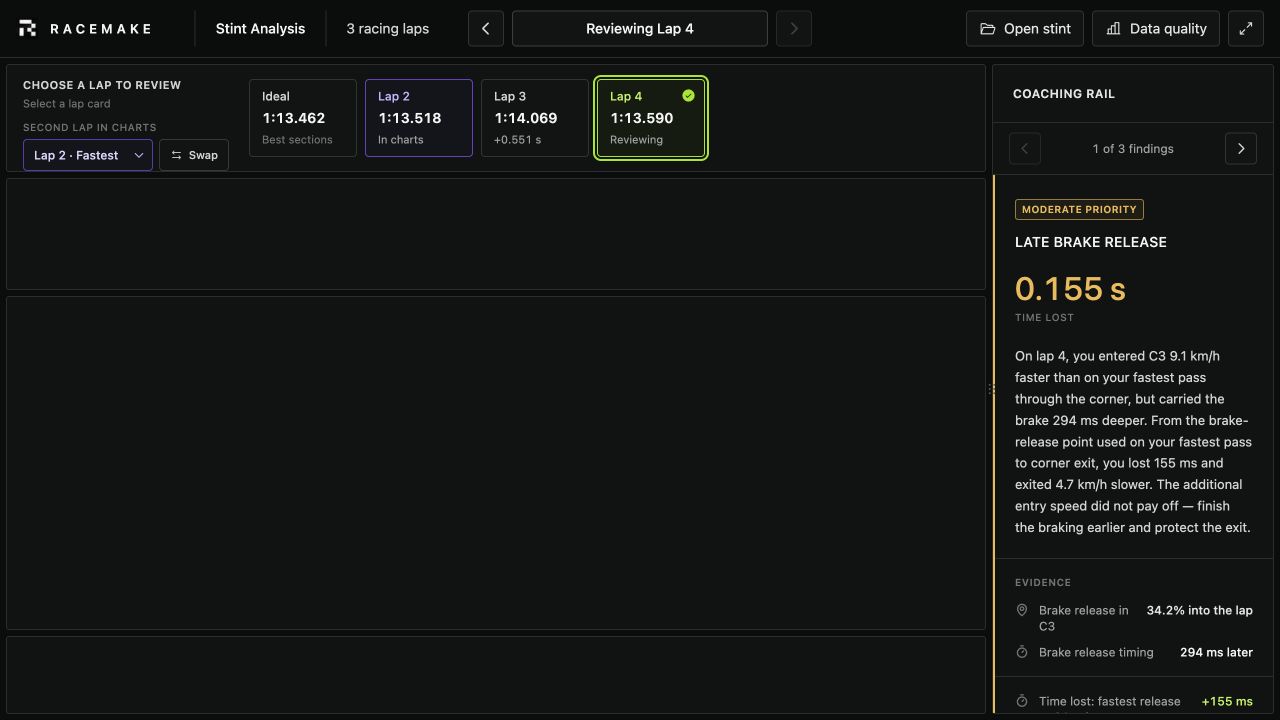 RACEMAKE
Stint Analysis
3 racing laps
Reviewing Lap 4
Open stint
Data quality
CHOOSE A LAP TO REVIEW
Select a lap card
SECOND LAP IN CHARTS
Lap 2 · Fastest
Swap
Ideal
1:13.462
Best sections
Lap 2
1:13.518
In charts
Lap 3
1:14.069
+0.551 s
Lap 4
1:13.590
Reviewing
COACHING RAIL
1 of 3 findings
MODERATE PRIORITY
LATE BRAKE RELEASE
0.155 s
TIME LOST
On lap 4, you entered C3 9.1 km/h
faster than on your fastest pass
through the corner, but carried the
brake 294 ms deeper. From the brake-
release point used on your fastest pass
to corner exit, you lost 155 ms and
exited 4.7 km/h slower. The additional
entry speed did not pay off — finish
the braking earlier and protect the exit.
EVIDENCE
Brake release in 34.2% into the lap
C3
Brake release timing 294 ms later
Time lost: fastest release +155 ms